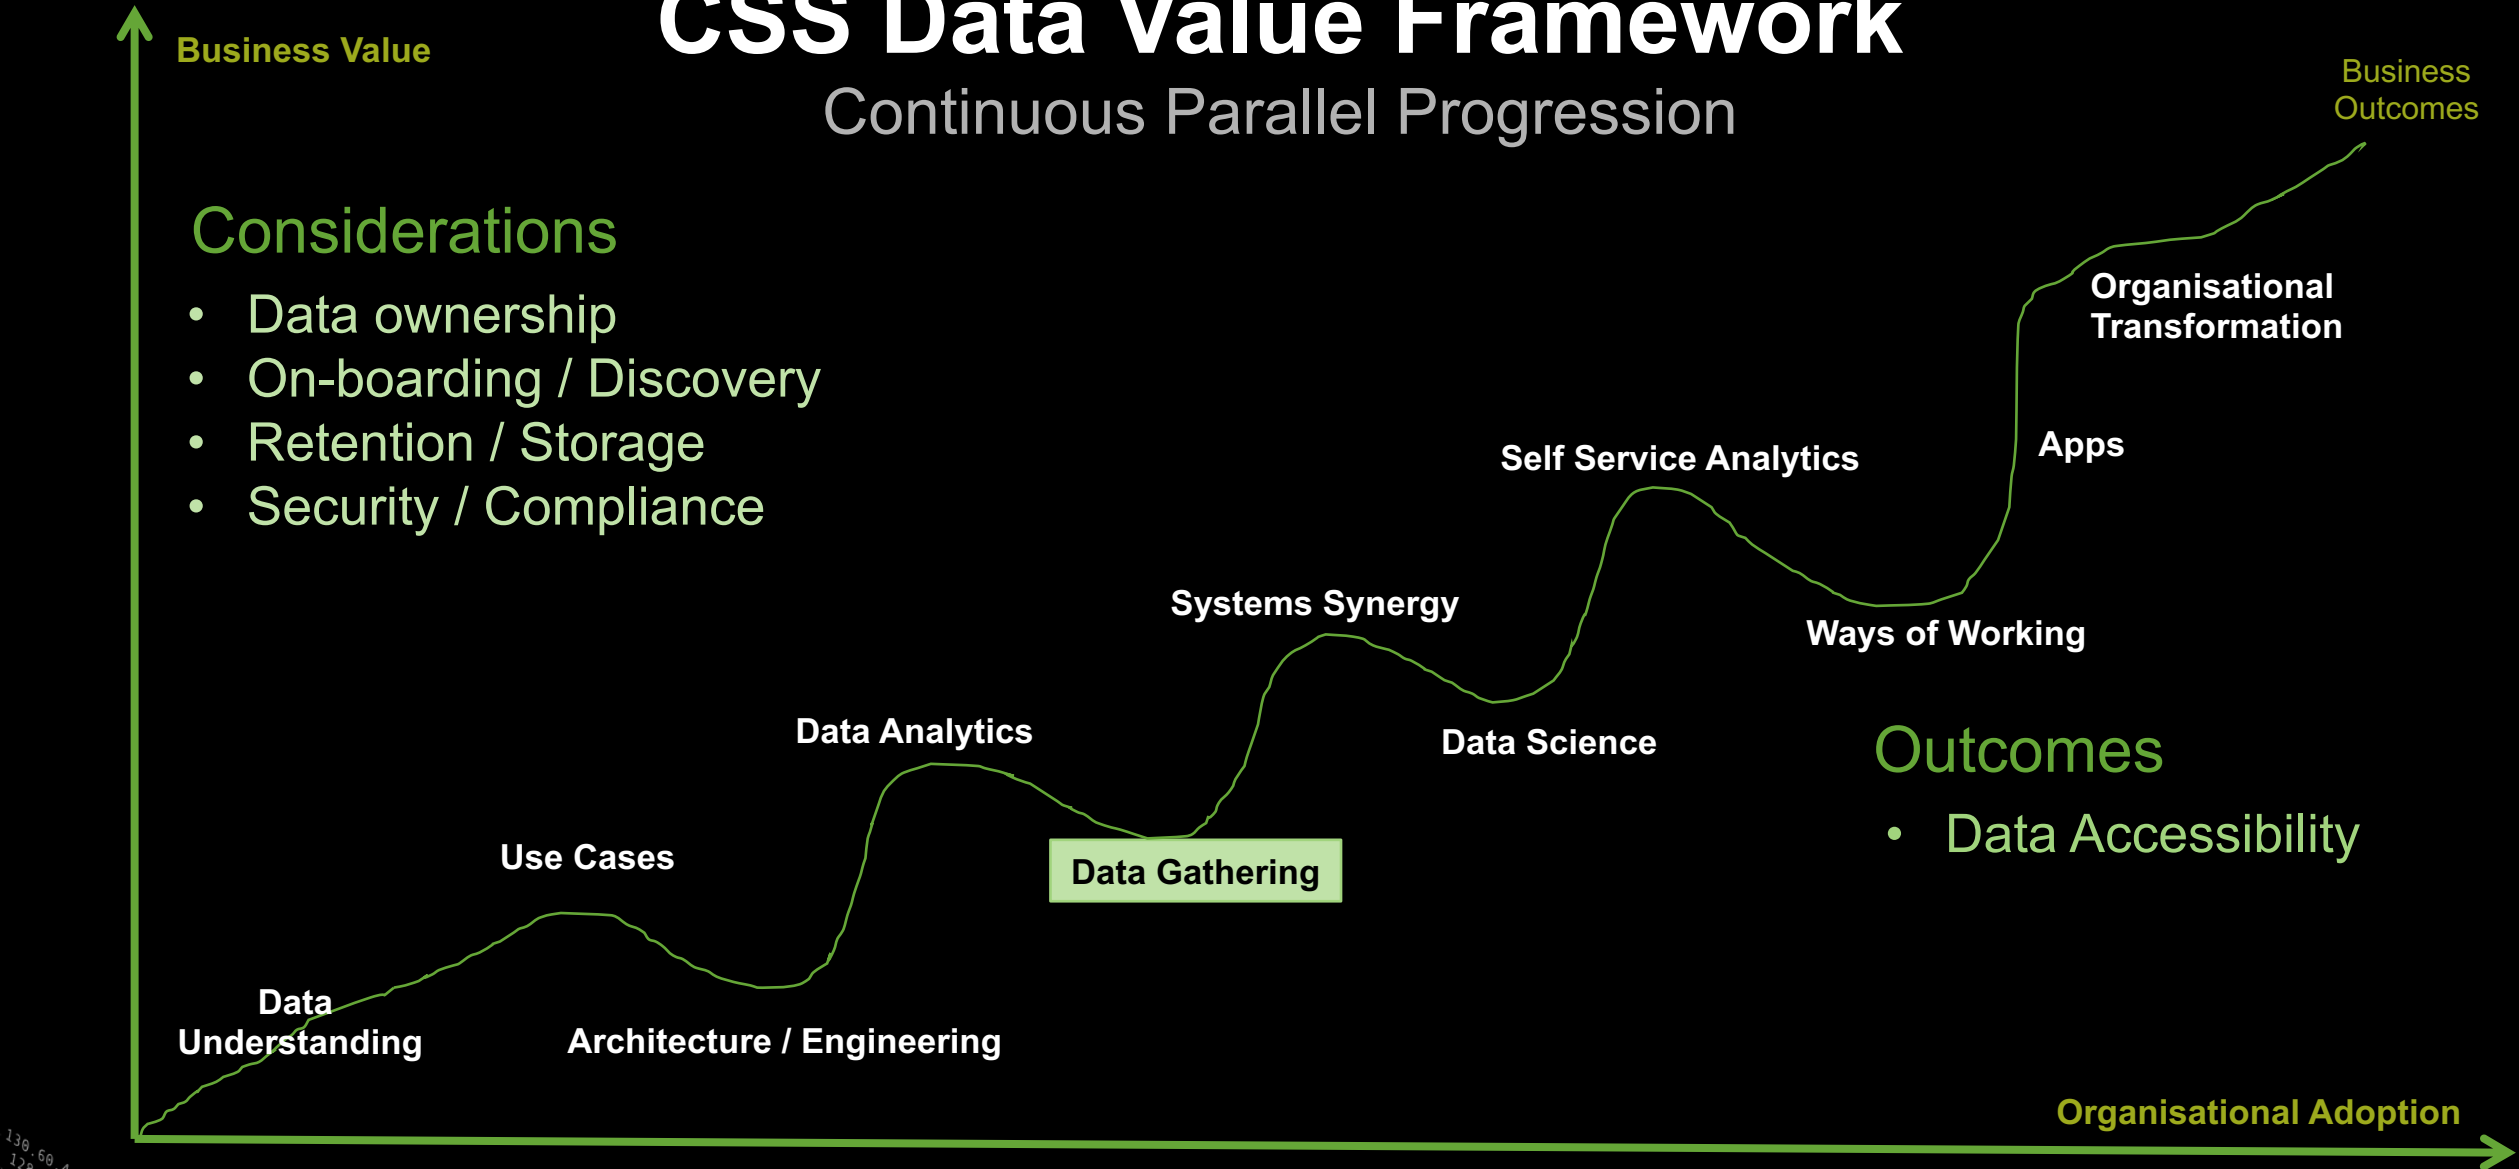 CSS Data Value Framework
Continuous Parallel Progression
Business Value
Business
Outcomes
Considerations
• Data ownership
• On-boarding / Discovery
• Retention / Storage
• Security / Compliance
Organisational
Transformation
Apps
Self Service Analytics
Systems Synergy
Ways of Working
Data Analytics
Data Science
Outcomes
• Data Accessibility
Use Cases
Data Gathering
Data
Understanding
Architecture / Engineering
Organisational Adoption
130.60.